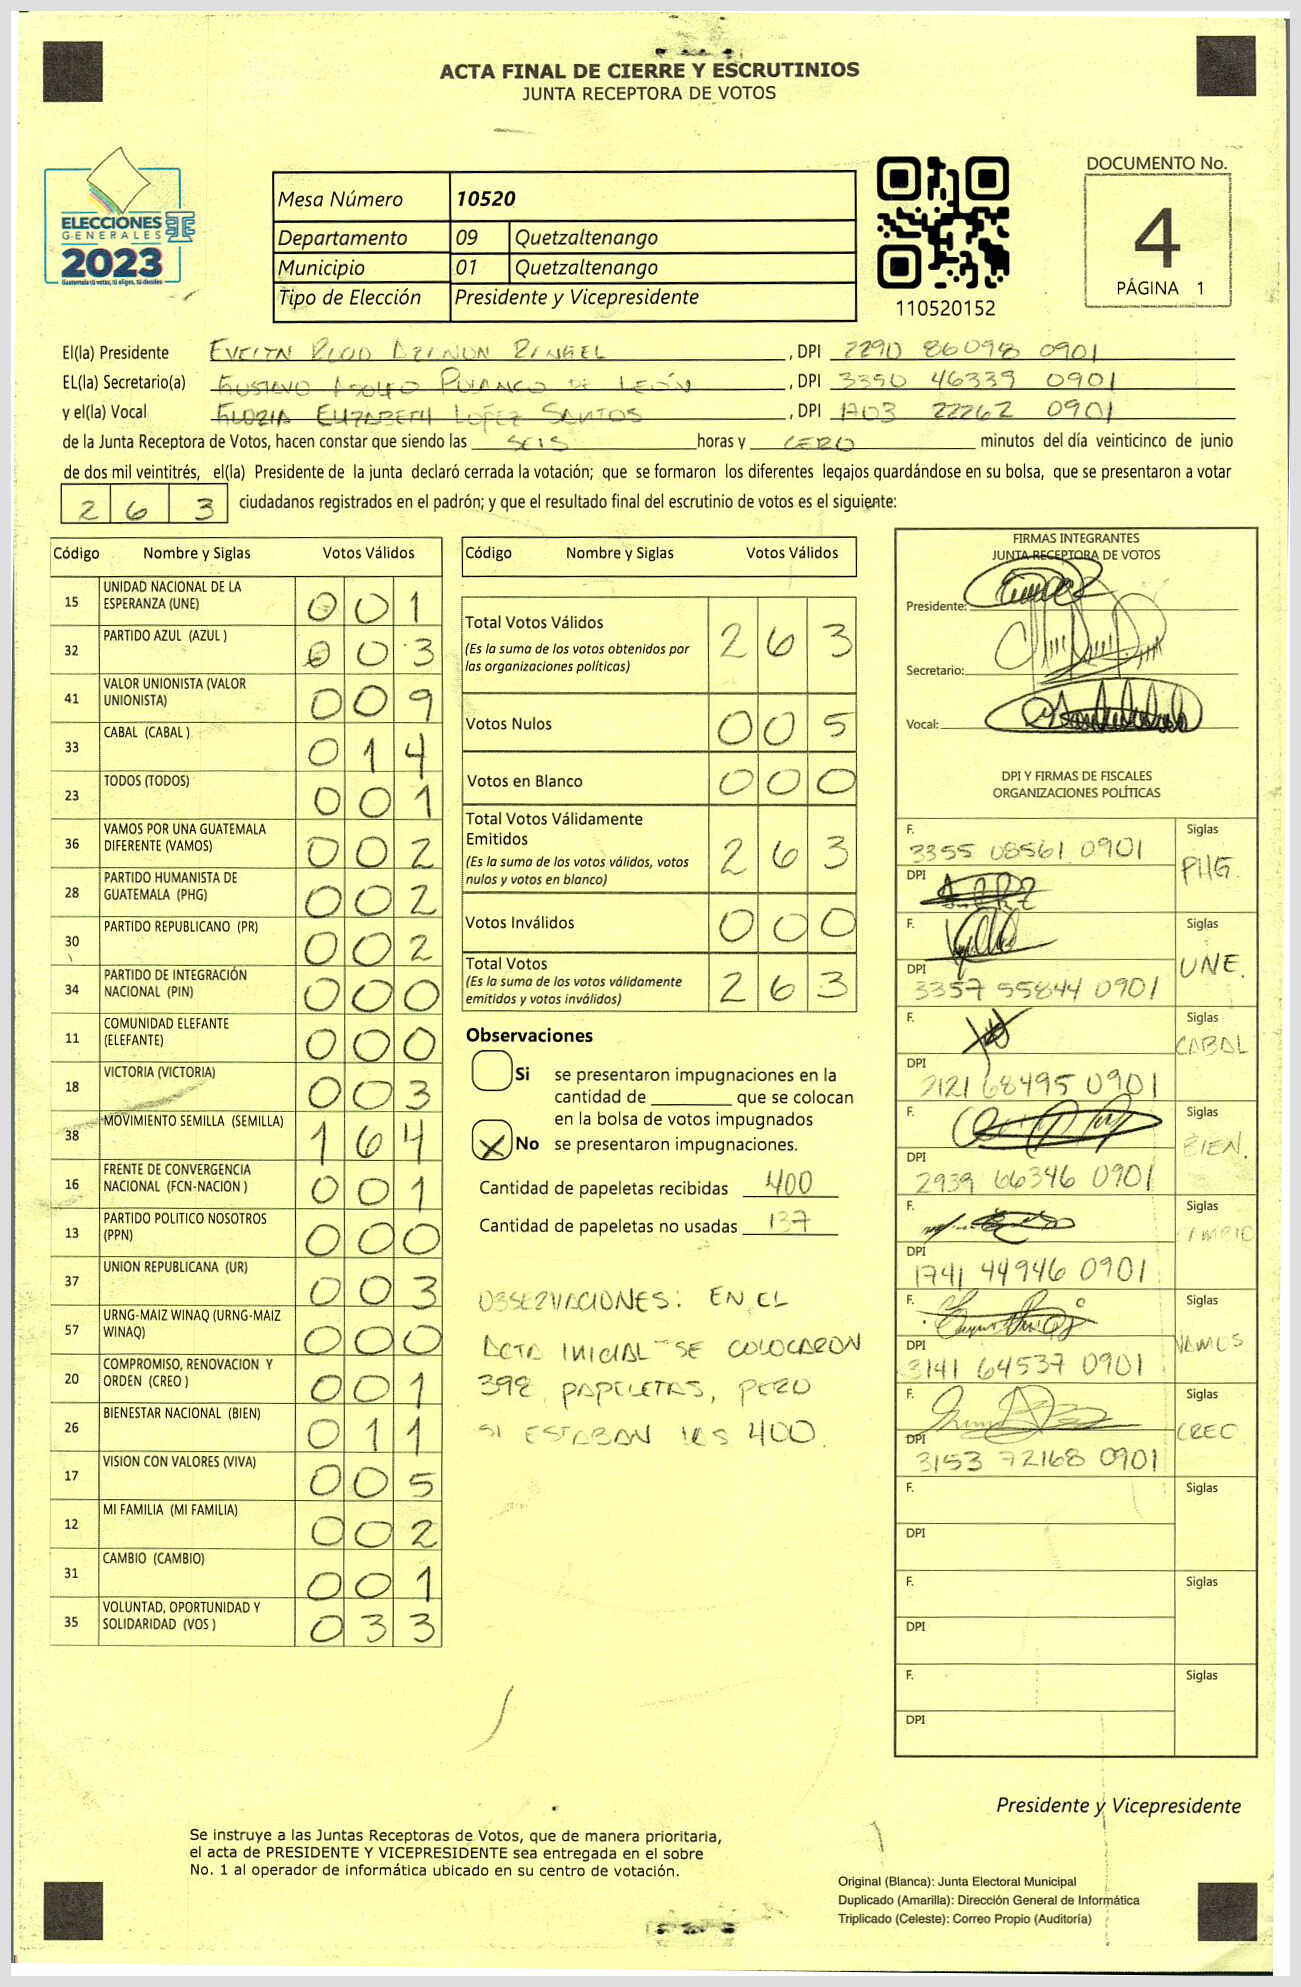 ACTA FINAL DE CIERRE Y ESCRUTINIOS
JUNTA RECEPTORA DE VOTOS
ELECCIONES
GENERALES
2023
Mesa Número 10520
Departamento 09 Quetzaltenango
Municipio 01 Quetzaltenango
Tipo de Elección Presidente y Vicepresidente
110520152
DOCUMENTO No.
4
PÁGINA 1
El(la) Presidente EVELYN, DPI 2290 86098 0901
EL(la) Secretario(a) GUSTAVO ADOLFO POLANCO DE LEÓN, DPI 3350 46339 0901
y el(la) Vocal GLORIA ELIZABETH LOPEZ SANTOS, DPI 1703 22262 0901
de la Junta Receptora de Votos, hacen constar que siendo las SEIS horas y CERO minutos del día veinticinco de junio
de dos mil veintitrés, el(la) Presidente de la junta declaró cerrada la votación; que se formaron los diferentes legajos guardándose en su bolsa, que se presentaron a votar
2 6 3 ciudadanos registrados en el padrón; y que el resultado final del escrutinio de votos es el siguiente:
Código Nombre y Siglas Votos Válidos
15 UNIDAD NACIONAL DE LA ESPERANZA (UNE) 0 0 1
32 PARTIDO AZUL (AZUL ) 0 0 3
41 VALOR UNIONISTA (VALOR UNIONISTA) 0 0 9
33 CABAL (CABAL ) 0 1 4
23 TODOS (TODOS) 0 0 1
36 VAMOS POR UNA GUATEMALA DIFERENTE (VAMOS) 0 0 2
28 PARTIDO HUMANISTA DE GUATEMALA (PHG) 0 0 2
30 PARTIDO REPUBLICANO (PR) 0 0 2
34 PARTIDO DE INTEGRACIÓN NACIONAL (PIN) 0 0 0
11 COMUNIDAD ELEFANTE (ELEFANTE) 0 0 0
18 VICTORIA (VICTORIA) 0 0 3
38 MOVIMIENTO SEMILLA (SEMILLA) 1 6 4
16 FRENTE DE CONVERGENCIA NACIONAL (FCN-NACION ) 0 0 1
13 PARTIDO POLITICO NOSOTROS (PPN) 0 0 0
37 UNION REPUBLICANA (UR) 0 0 3
57 URNG-MAIZ WINAQ (URNG-MAIZ WINAQ) 0 0 0
20 COMPROMISO, RENOVACION Y ORDEN (CREO ) 0 0 1
26 BIENESTAR NACIONAL (BIEN) 0 1 1
17 VISION CON VALORES (VIVA) 0 0 5
12 MI FAMILIA (MI FAMILIA) 0 0 2
31 CAMBIO (CAMBIO) 0 0 1
35 VOLUNTAD, OPORTUNIDAD Y SOLIDARIDAD (VOS ) 0 3 3
Código Nombre y Siglas Votos Válidos
Total Votos Válidos 2 6 3
(Es la suma de los votos obtenidos por
las organizaciones políticas)
Votos Nulos 0 0 5
Votos en Blanco 0 0 0
Total Votos Válidamente
Emitidos 2 6 3
(Es la suma de los votos válidos, votos
nulos y votos en blanco)
Votos Inválidos 0 0 0
Total Votos 2 6 3
(Es la suma de los votos válidamente
emitidos y votos inválidos)
Observaciones
Si se presentaron impugnaciones en la
cantidad de ________ que se colocan
en la bolsa de votos impugnados
X No se presentaron impugnaciones.
Cantidad de papeletas recibidas 400
Cantidad de papeletas no usadas 137
OBSERVACIONES: EN EL
ACTA INICIAL SE COLOCARON
398 PAPELETAS, PERO
SI ESTABAN LAS 400.
FIRMAS INTEGRANTES
JUNTA RECEPTORA DE VOTOS
Presidente:
Secretario:
Vocal:
DPI Y FIRMAS DE FISCALES
ORGANIZACIONES POLÍTICAS
F. 3355 08561 0901 Siglas
DPI PHG.
F. Siglas
DPI 3357 55844 0901 UNE.
F. Siglas
DPI 2121 68495 0901 CABAL
F. Siglas
DPI 2939 66346 0901 BIEN.
F. Siglas
DPI 1741 44946 0901 CAMBIO
F. Siglas
DPI 3141 64537 0901 VAMOS
F. Siglas
DPI 3153 72168 0901 CREO
F. Siglas
DPI
F. Siglas
DPI
F. Siglas
DPI
Presidente y Vicepresidente
Se instruye a las Juntas Receptoras de Votos, que de manera prioritaria,
el acta de PRESIDENTE Y VICEPRESIDENTE sea entregada en el sobre
No. 1 al operador de informática ubicado en su centro de votación.
Original (Blanca): Junta Electoral Municipal
Duplicado (Amarilla): Dirección General de Informática
Triplicado (Celeste): Correo Propio (Auditoría)